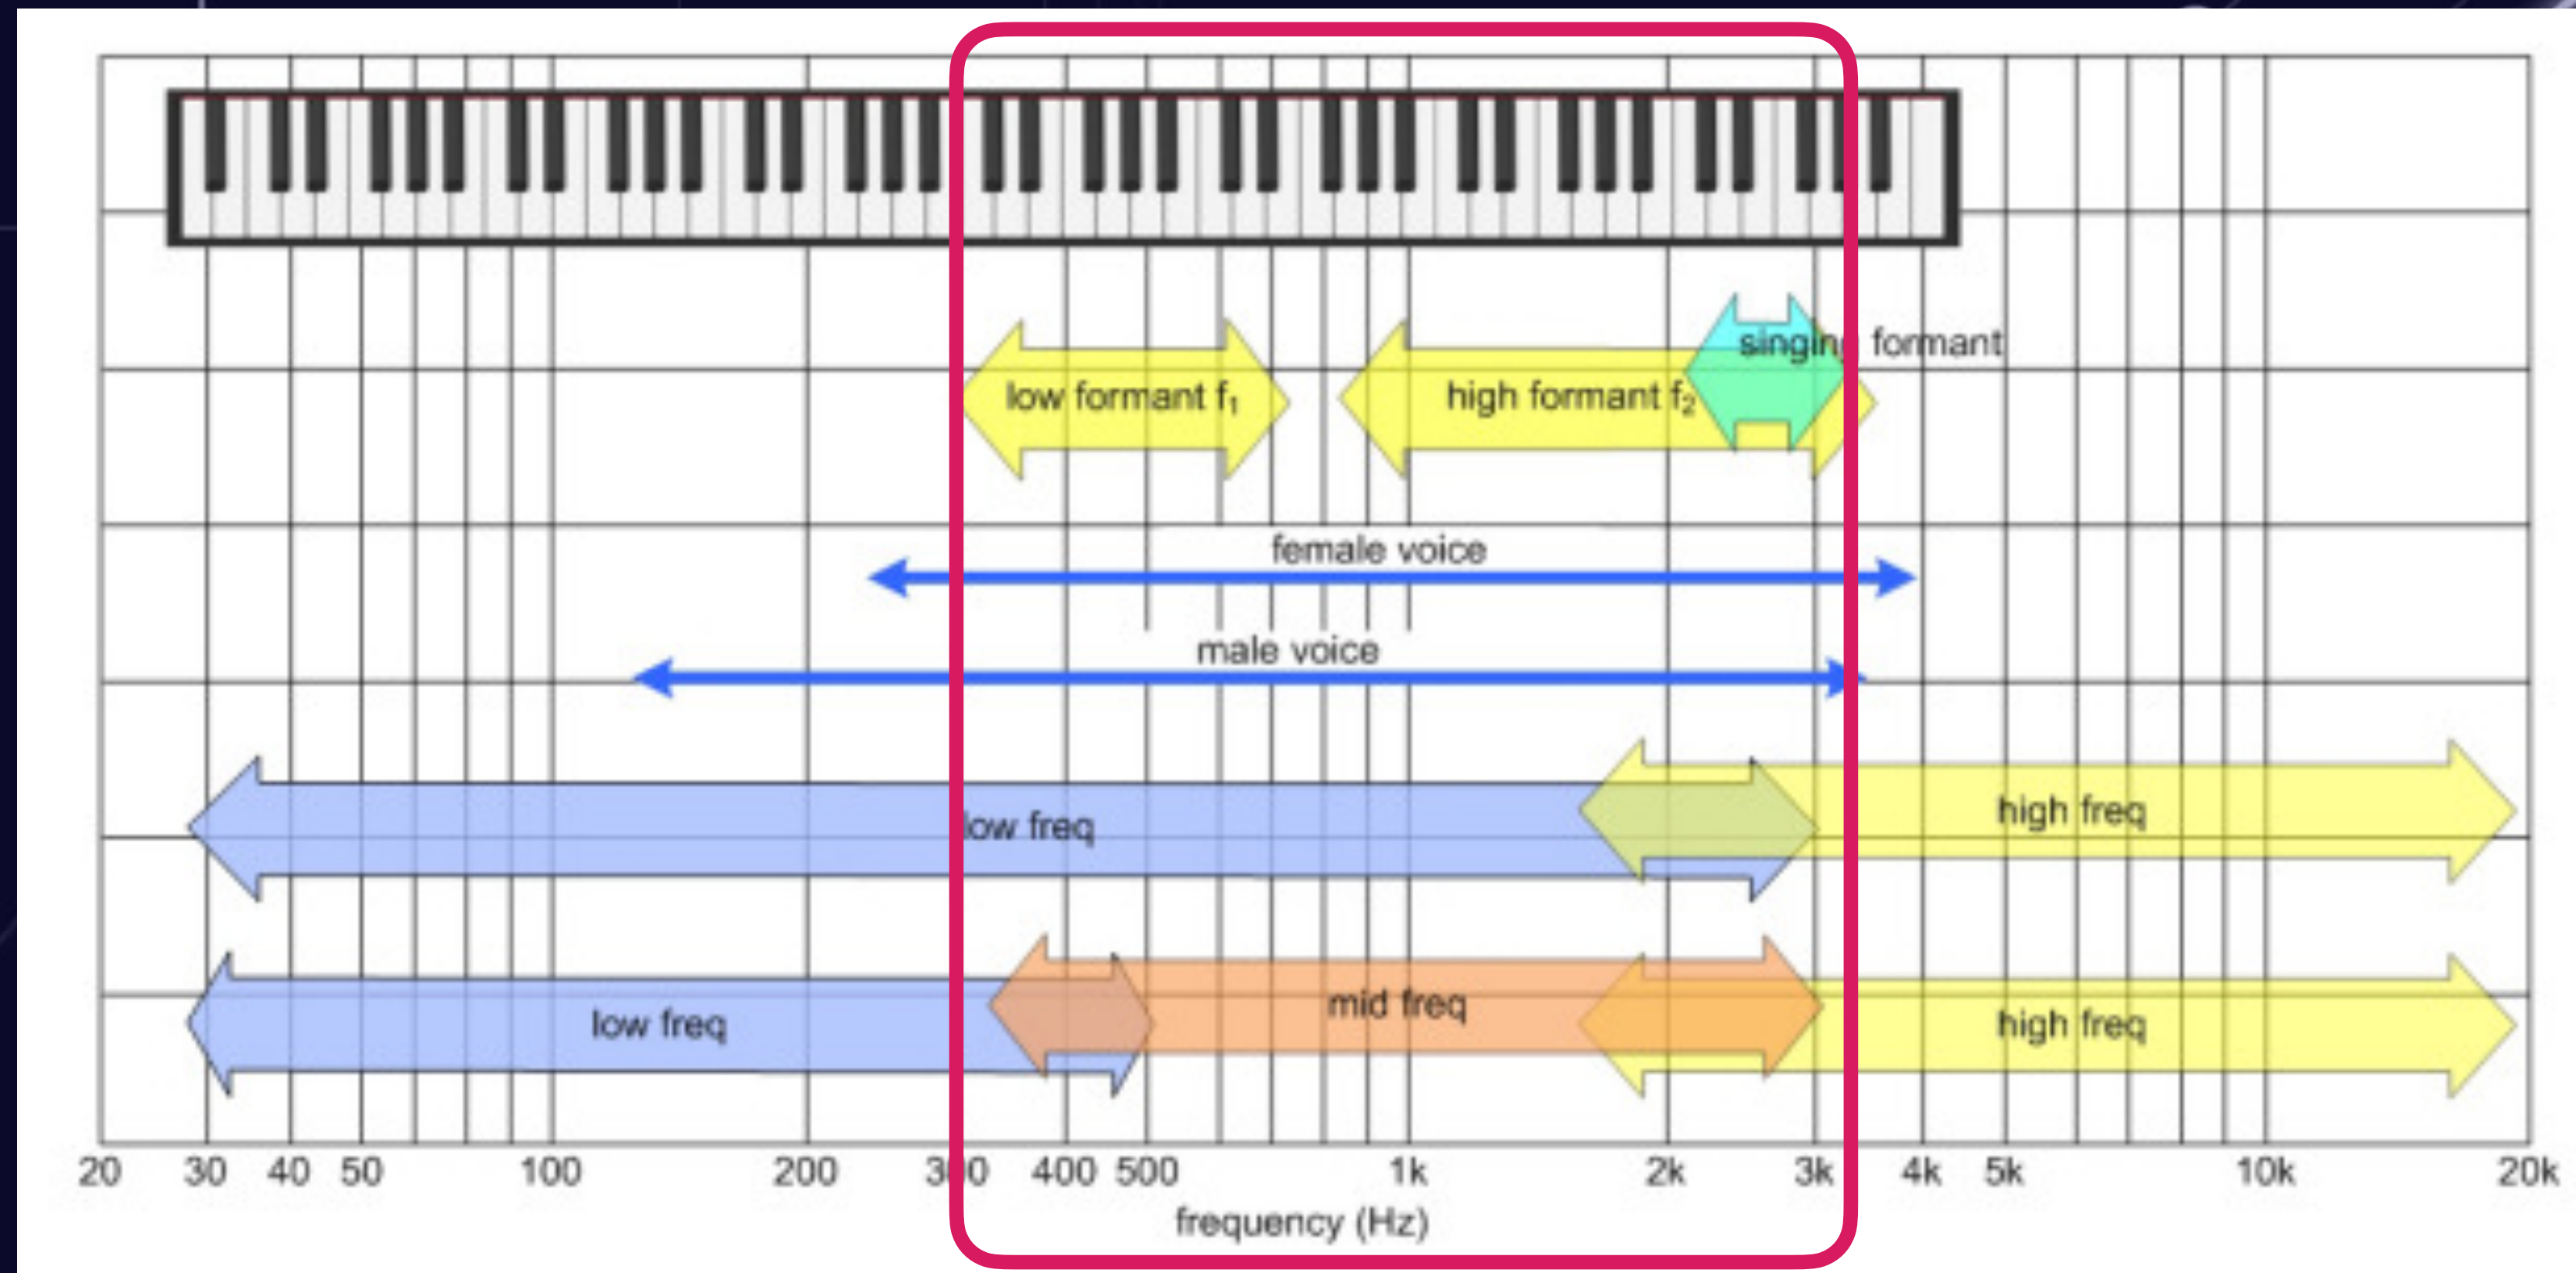 singing formant
low formant f₁
high formant f₂
female voice
male voice
low freq
high freq
low freq
mid freq
high freq
20 30 40 50 100 200 300 400 500 1k 2k 3k 4k 5k 10k 20k
frequency (Hz)